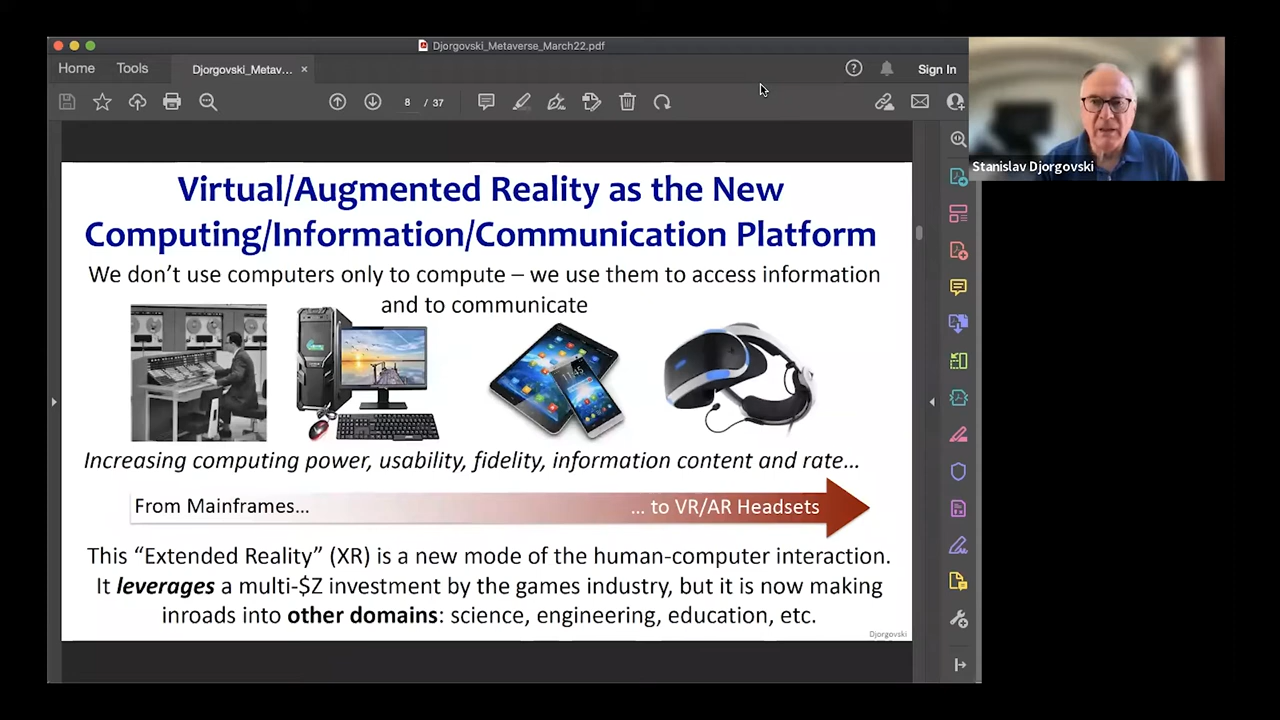 Djorgovski_Metaverse_March22.pdf
Home Tools Djorgovski_Metav... × Sign In
8 / 37
Stanislav Djorgovski
Virtual/Augmented Reality as the New
Computing/Information/Communication Platform
We don’t use computers only to compute – we use them to access information
and to communicate
11:45
Increasing computing power, usability, fidelity, information content and rate…
From Mainframes… … to VR/AR Headsets
This “Extended Reality” (XR) is a new mode of the human-computer interaction.
It leverages a multi-$Z investment by the games industry, but it is now making
inroads into other domains: science, engineering, education, etc.
Djorgovski